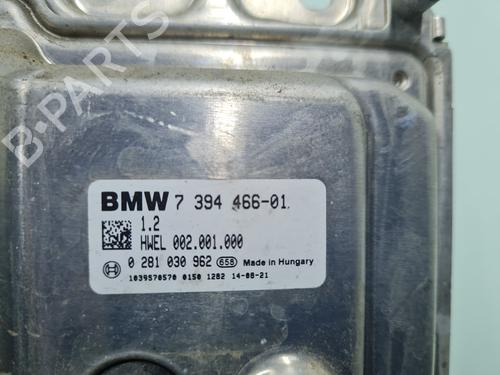 B-PARTS
BMW 7 394 466-01
1.2
HWEL 002.001.000
0 281 030 962 658 Made in Hungary
1039S70570 0150 1282 14-08-21